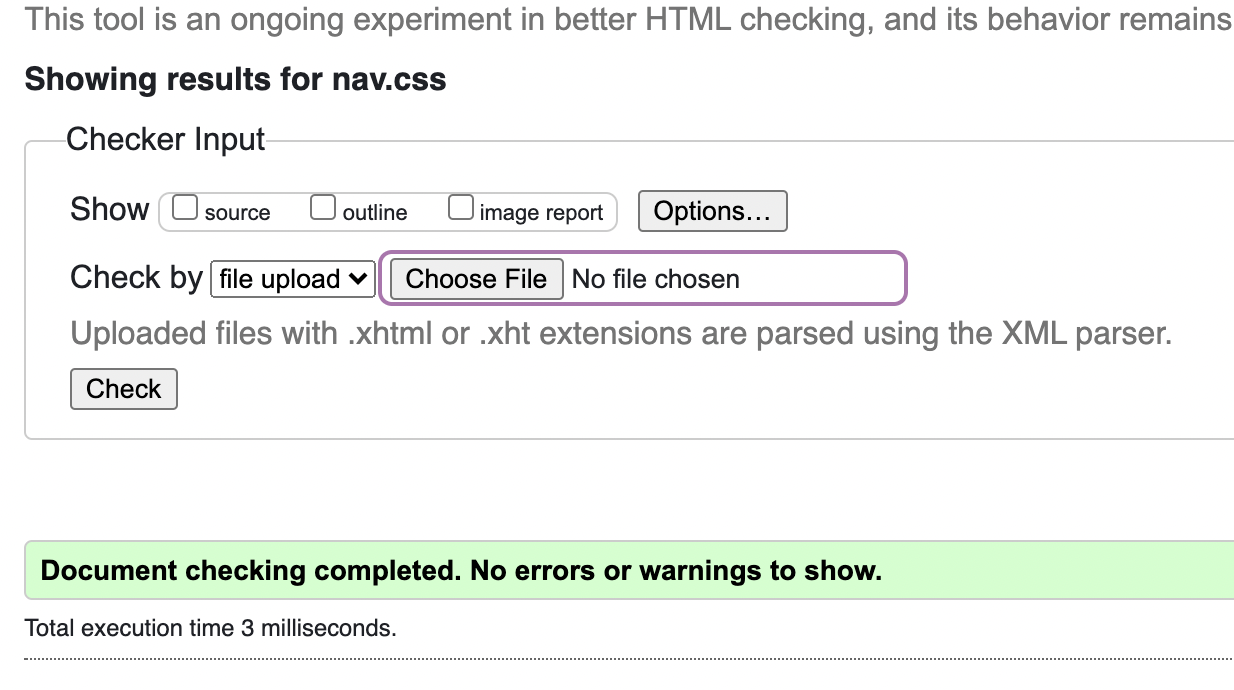 This tool is an ongoing experiment in better HTML checking, and its behavior remains
Showing results for nav.css
Checker Input
Show source outline image report Options…
Check by file upload Choose File No file chosen
Uploaded files with .xhtml or .xht extensions are parsed using the XML parser.
Check
Document checking completed. No errors or warnings to show.
Total execution time 3 milliseconds.